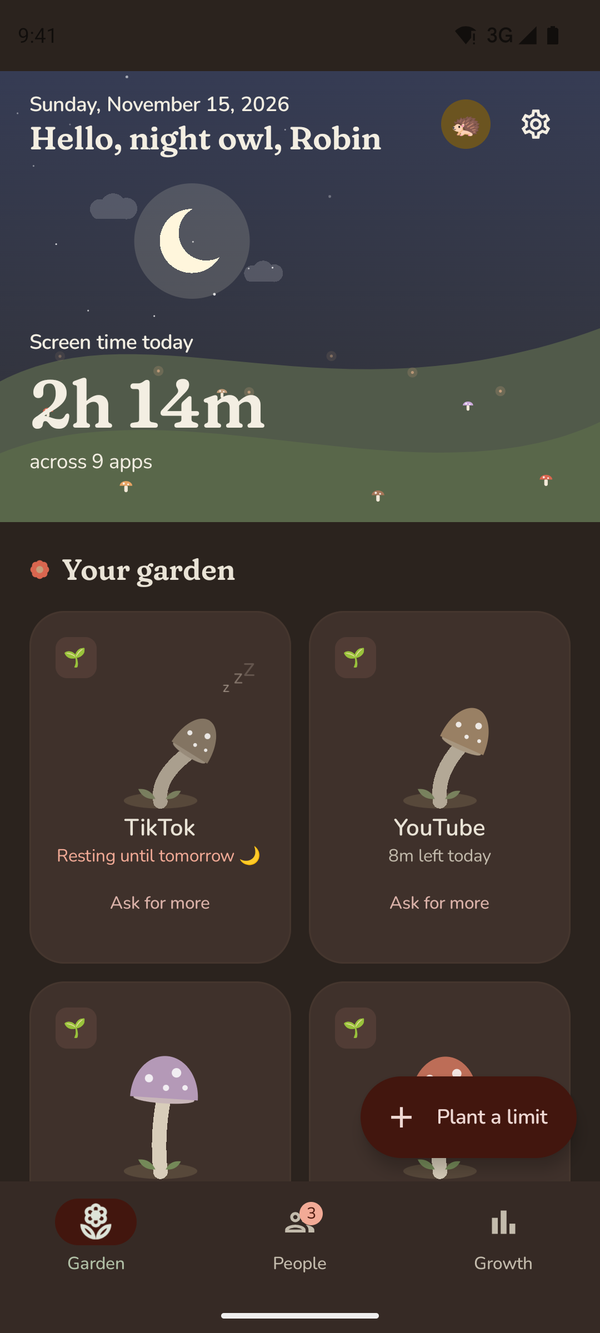 9:41
3G
Sunday, November 15, 2026
Hello, night owl, Robin
Screen time today
2h 14m
across 9 apps
Your garden
z z Z
TikTok
Resting until tomorrow 🌙
Ask for more
YouTube
8m left today
Ask for more
Plant a limit
Garden
3
People
Growth